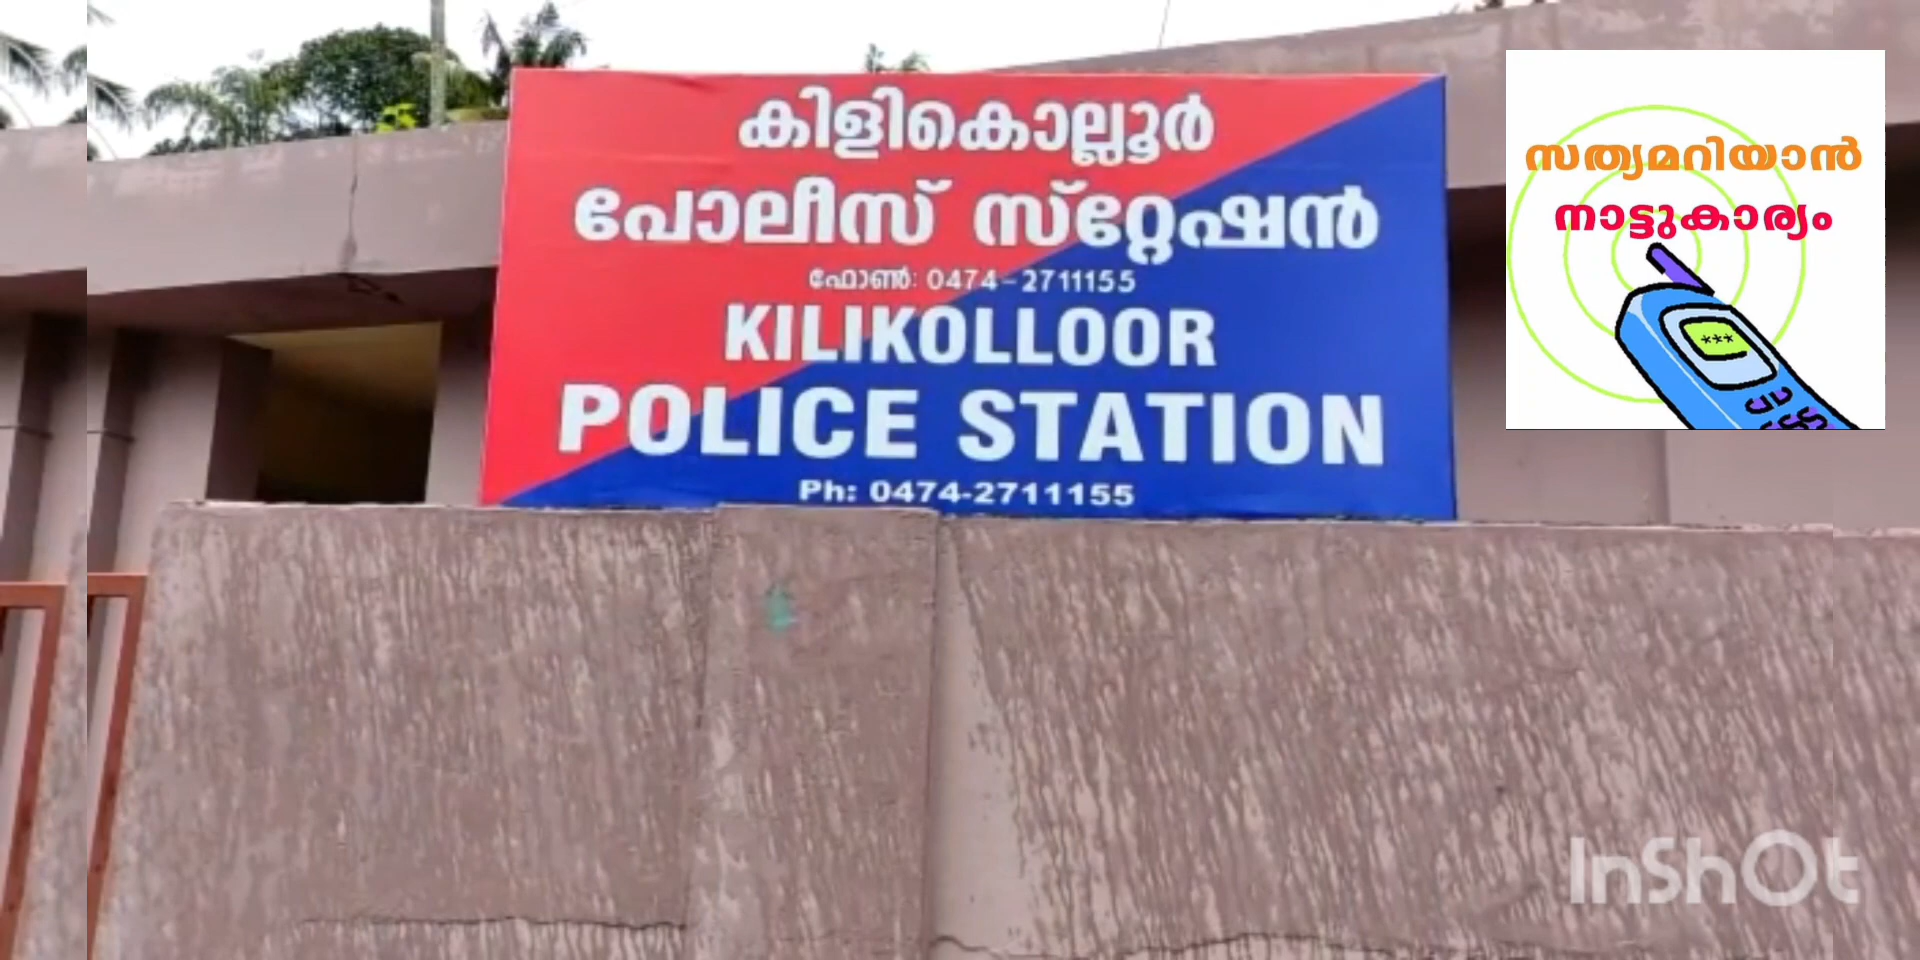 കിളികൊല്ലൂർ
പോലീസ് സ്റ്റേഷൻ
ഫോൺ: 0474-2711155
KILIKOLLOOR
POLICE STATION
Ph: 0474-2711155
സത്യമറിയാൻ
നാട്ടുകാര്യം
***
InShOt